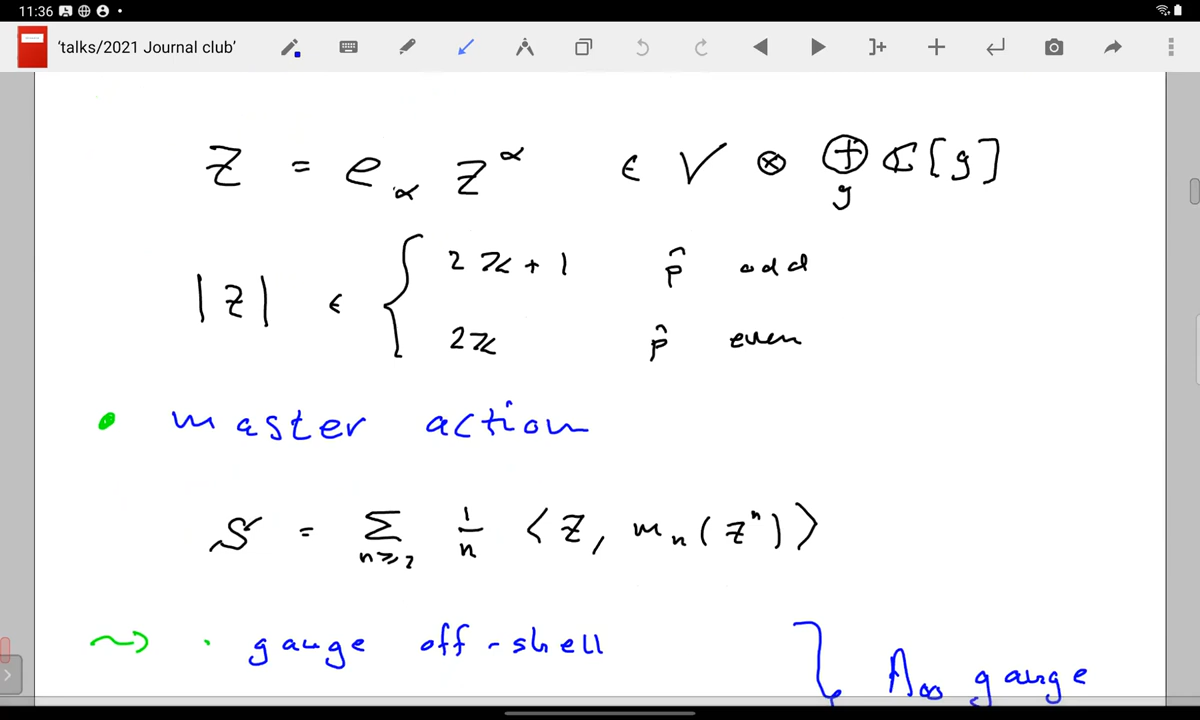 11:36
'talks/2021 Journal club'
Z = e_α z^α ∈ V ⊗ ⊕_g ℂ[g]
|z| ∈ { 2ℤ + 1 p̂ odd
2ℤ p̂ even
• master action
S = Σ_{n≥2} 1/n ⟨Z, m_n(Z^n)⟩
⇝ · gauge off-shell
A∞ gauge